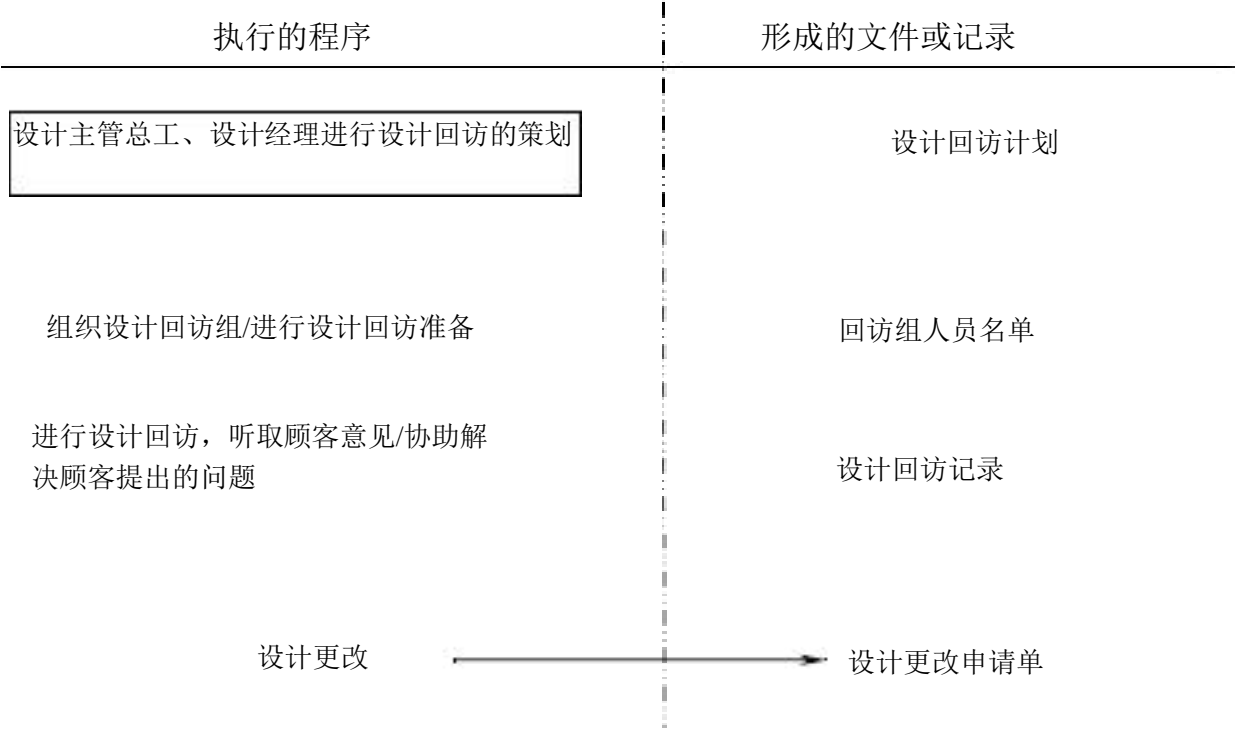 执行的程序
形成的文件或记录
设计主管总工、设计经理进行设计回访的策划
设计回访计划
组织设计回访组/进行设计回访准备
回访组人员名单
进行设计回访，听取顾客意见/协助解
决顾客提出的问题
设计回访记录
设计更改
设计更改申请单